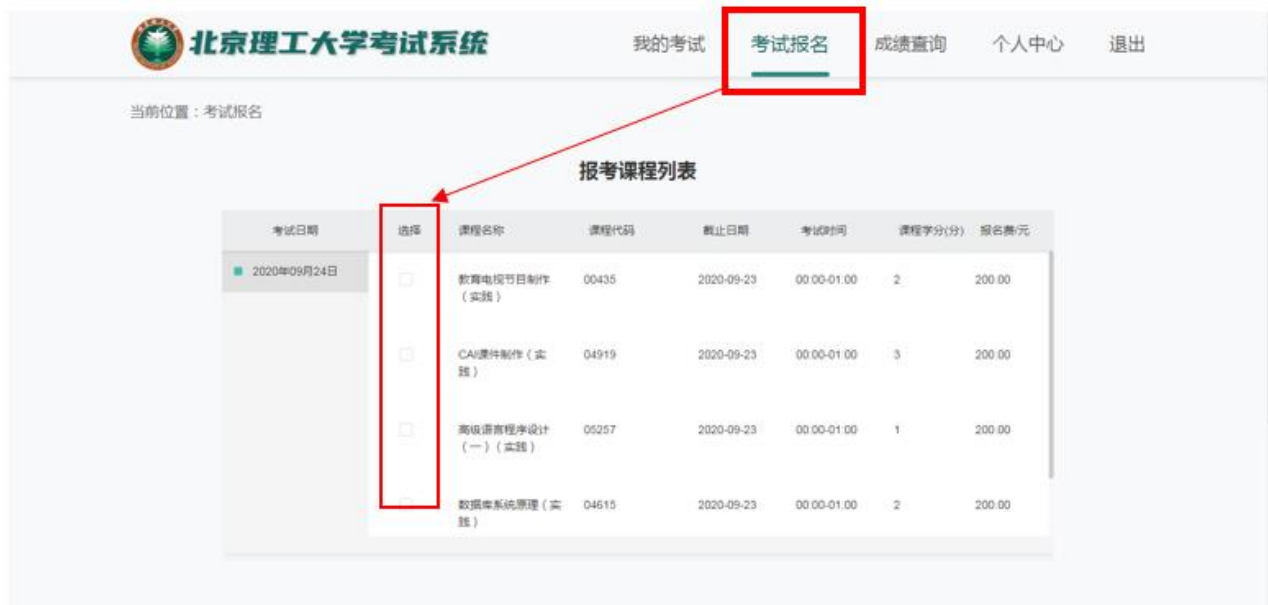 北京理工大学考试系统 我的考试 考试报名 成绩查询 个人中心 退出
当前位置：考试报名
报考课程列表
考试日期 选择 课程名称 课程代码 截止日期 考试时间 课程学分(分) 报名费/元
2020年09月24日 教育电视节目制作 00435 2020-09-23 00:00-01:00 2 200.00
（实践）
CAI课件制作（实 04919 2020-09-23 00:00-01:00 3 200.00
践）
高级语言程序设计 05257 2020-09-23 00:00-01:00 1 200.00
（一）（实践）
数据库系统原理（实 04615 2020-09-23 00:00-01:00 2 200.00
践）